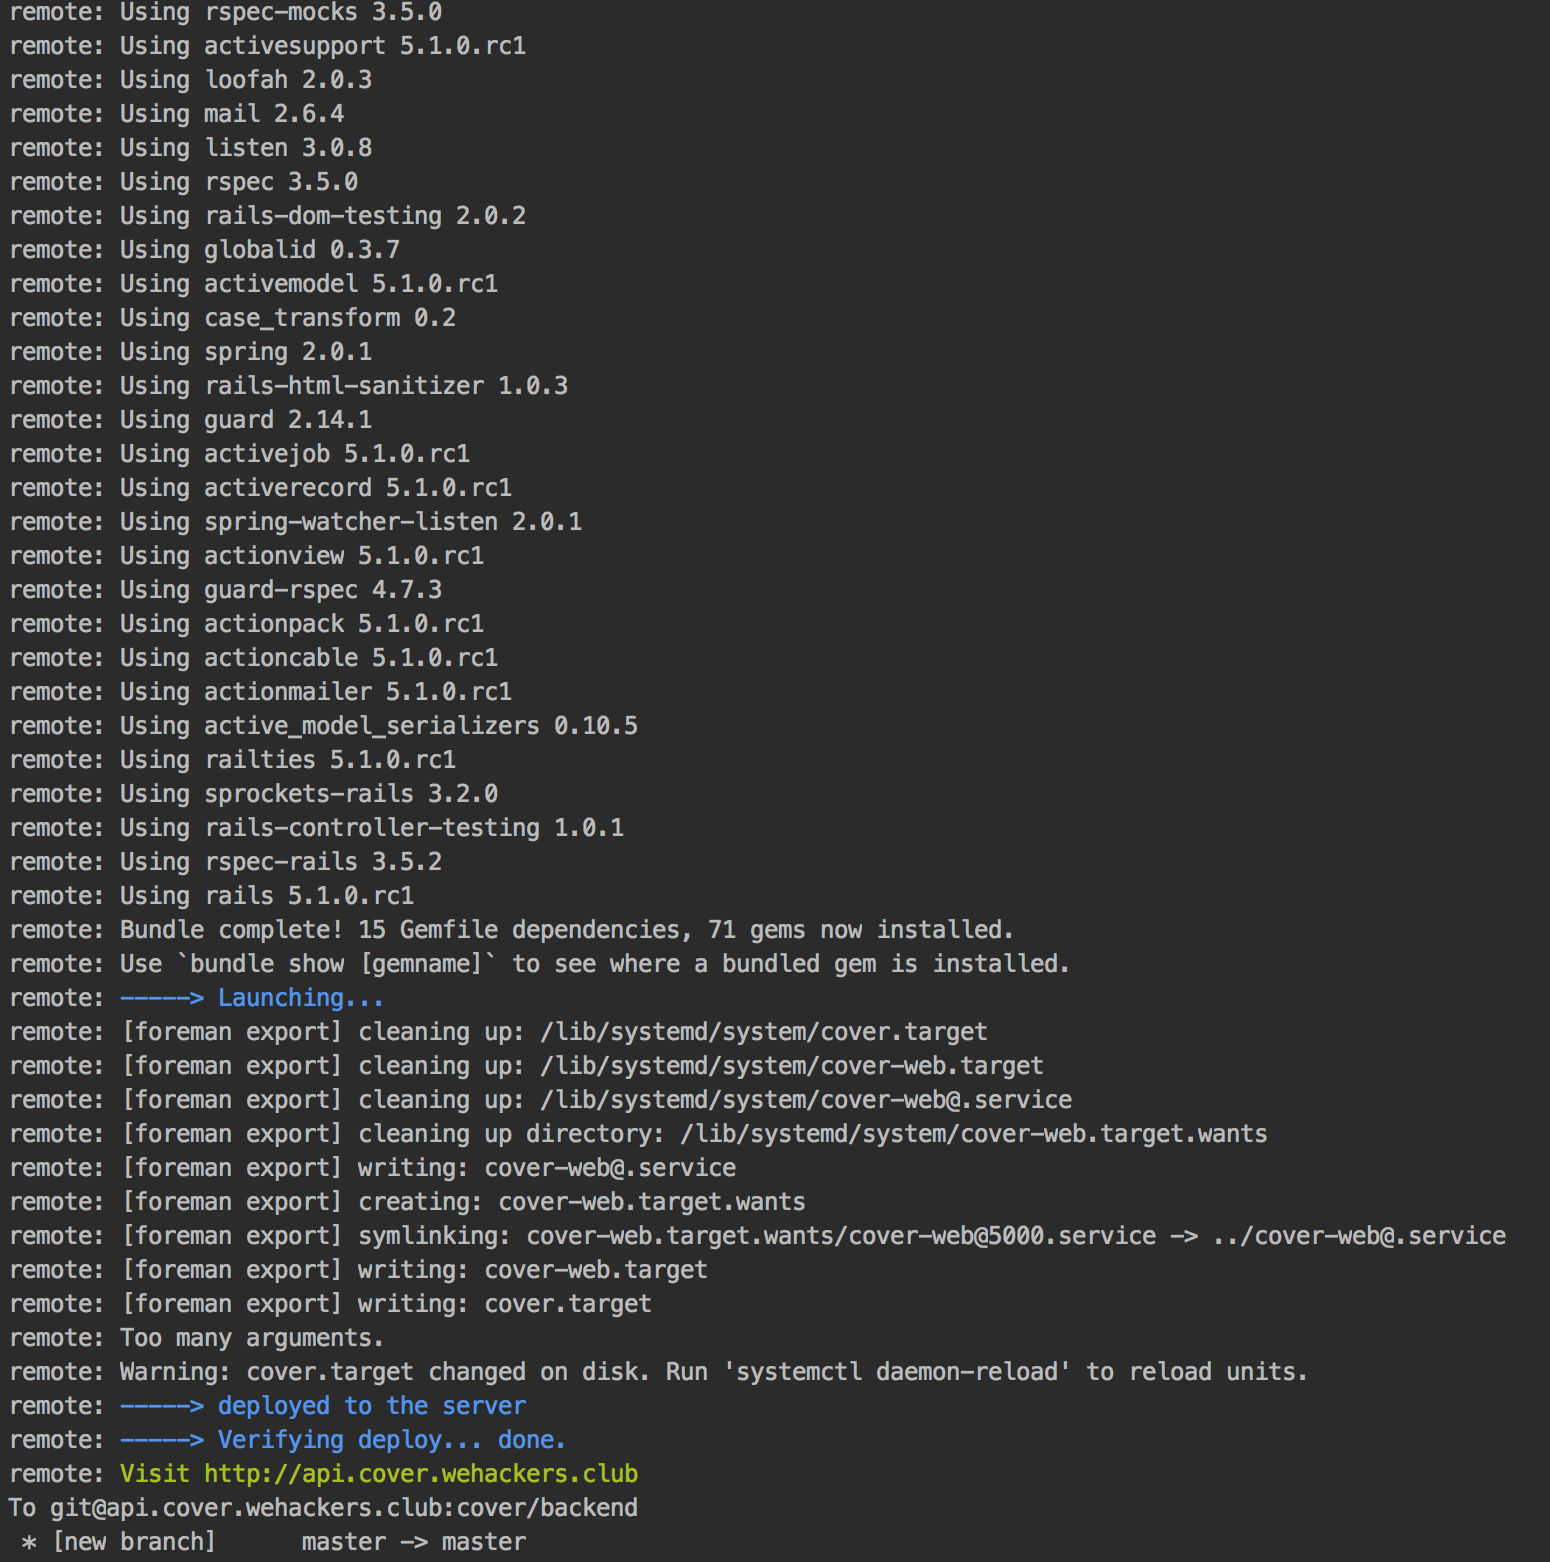 remote: Using rspec-mocks 3.5.0
remote: Using activesupport 5.1.0.rc1
remote: Using loofah 2.0.3
remote: Using mail 2.6.4
remote: Using listen 3.0.8
remote: Using rspec 3.5.0
remote: Using rails-dom-testing 2.0.2
remote: Using globalid 0.3.7
remote: Using activemodel 5.1.0.rc1
remote: Using case_transform 0.2
remote: Using spring 2.0.1
remote: Using rails-html-sanitizer 1.0.3
remote: Using guard 2.14.1
remote: Using activejob 5.1.0.rc1
remote: Using activerecord 5.1.0.rc1
remote: Using spring-watcher-listen 2.0.1
remote: Using actionview 5.1.0.rc1
remote: Using guard-rspec 4.7.3
remote: Using actionpack 5.1.0.rc1
remote: Using actioncable 5.1.0.rc1
remote: Using actionmailer 5.1.0.rc1
remote: Using active_model_serializers 0.10.5
remote: Using railties 5.1.0.rc1
remote: Using sprockets-rails 3.2.0
remote: Using rails-controller-testing 1.0.1
remote: Using rspec-rails 3.5.2
remote: Using rails 5.1.0.rc1
remote: Bundle complete! 15 Gemfile dependencies, 71 gems now installed.
remote: Use `bundle show [gemname]` to see where a bundled gem is installed.
remote: -----> Launching...
remote: [foreman export] cleaning up: /lib/systemd/system/cover.target
remote: [foreman export] cleaning up: /lib/systemd/system/cover-web.target
remote: [foreman export] cleaning up: /lib/systemd/system/cover-web@.service
remote: [foreman export] cleaning up directory: /lib/systemd/system/cover-web.target.wants
remote: [foreman export] writing: cover-web@.service
remote: [foreman export] creating: cover-web.target.wants
remote: [foreman export] symlinking: cover-web.target.wants/cover-web@5000.service -> ../cover-web@.service
remote: [foreman export] writing: cover-web.target
remote: [foreman export] writing: cover.target
remote: Too many arguments.
remote: Warning: cover.target changed on disk. Run 'systemctl daemon-reload' to reload units.
remote: -----> deployed to the server
remote: -----> Verifying deploy... done.
remote: Visit http://api.cover.wehackers.club
To git@api.cover.wehackers.club:cover/backend
 * [new branch]      master -> master